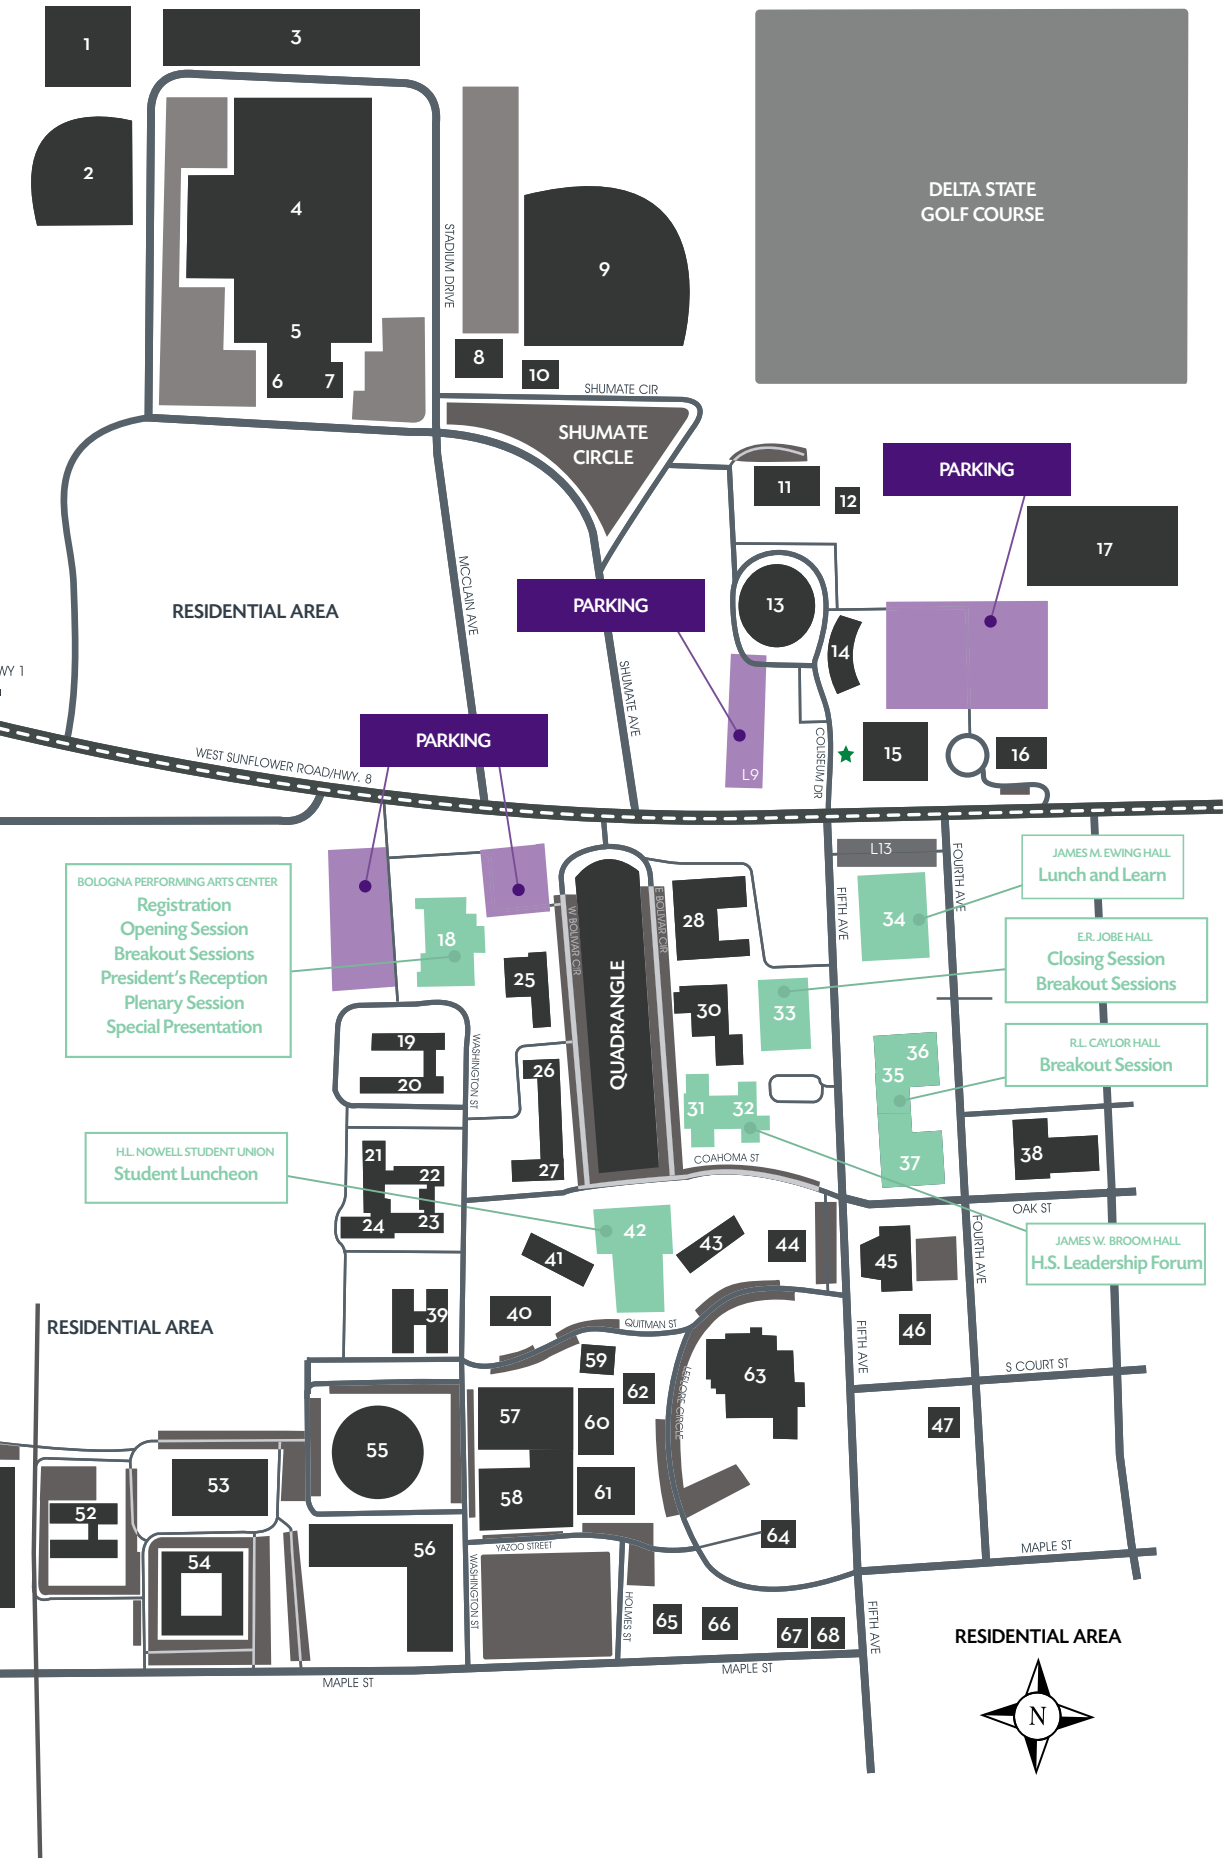 1
3
2
4
5
6
7
8
9
10
STADIUM DRIVE
SHUMATE CIR
SHUMATE
CIRCLE
DELTA STATE
GOLF COURSE
PARKING
11
12
17
MCCLAIN AVE
PARKING
13
14
RESIDENTIAL AREA
WY 1
SHUMATE AVE
PARKING
COLISEUM DR
15
16
L9
WEST SUNFLOWER ROAD/HWY. 8
L13
FIFTH AVE
FOURTH AVE
JAMES M. EWING HALL
Lunch and Learn
BOLOGNA PERFORMING ARTS CENTER
Registration
Opening Session
Breakout Sessions
President's Reception
Plenary Session
Special Presentation
18
W BOLIVAR CIR
E BOLIVAR CIR
QUADRANGLE
28
34
E.R. JOBE HALL
Closing Session
Breakout Sessions
25
30
33
19
20
WASHINGTON ST
26
27
31
32
36
35
37
R.L. CAYLOR HALL
Breakout Session
38
H.L. NOWELL STUDENT UNION
Student Luncheon
21
22
23
24
COAHOMA ST
OAK ST
42
41
43
44
45
FOURTH AVE
JAMES W. BROOM HALL
H.S. Leadership Forum
39
40
QUITMAN ST
46
FIFTH AVE
RESIDENTIAL AREA
59
62
LEFLORE CIRCLE
63
S COURT ST
57
60
47
55
53
58
61
52
54
56
YAZOO STREET
64
MAPLE ST
WASHINGTON ST
HOLMES ST
65
66
67
68
FIFTH AVE
RESIDENTIAL AREA
MAPLE ST
MAPLE ST
N